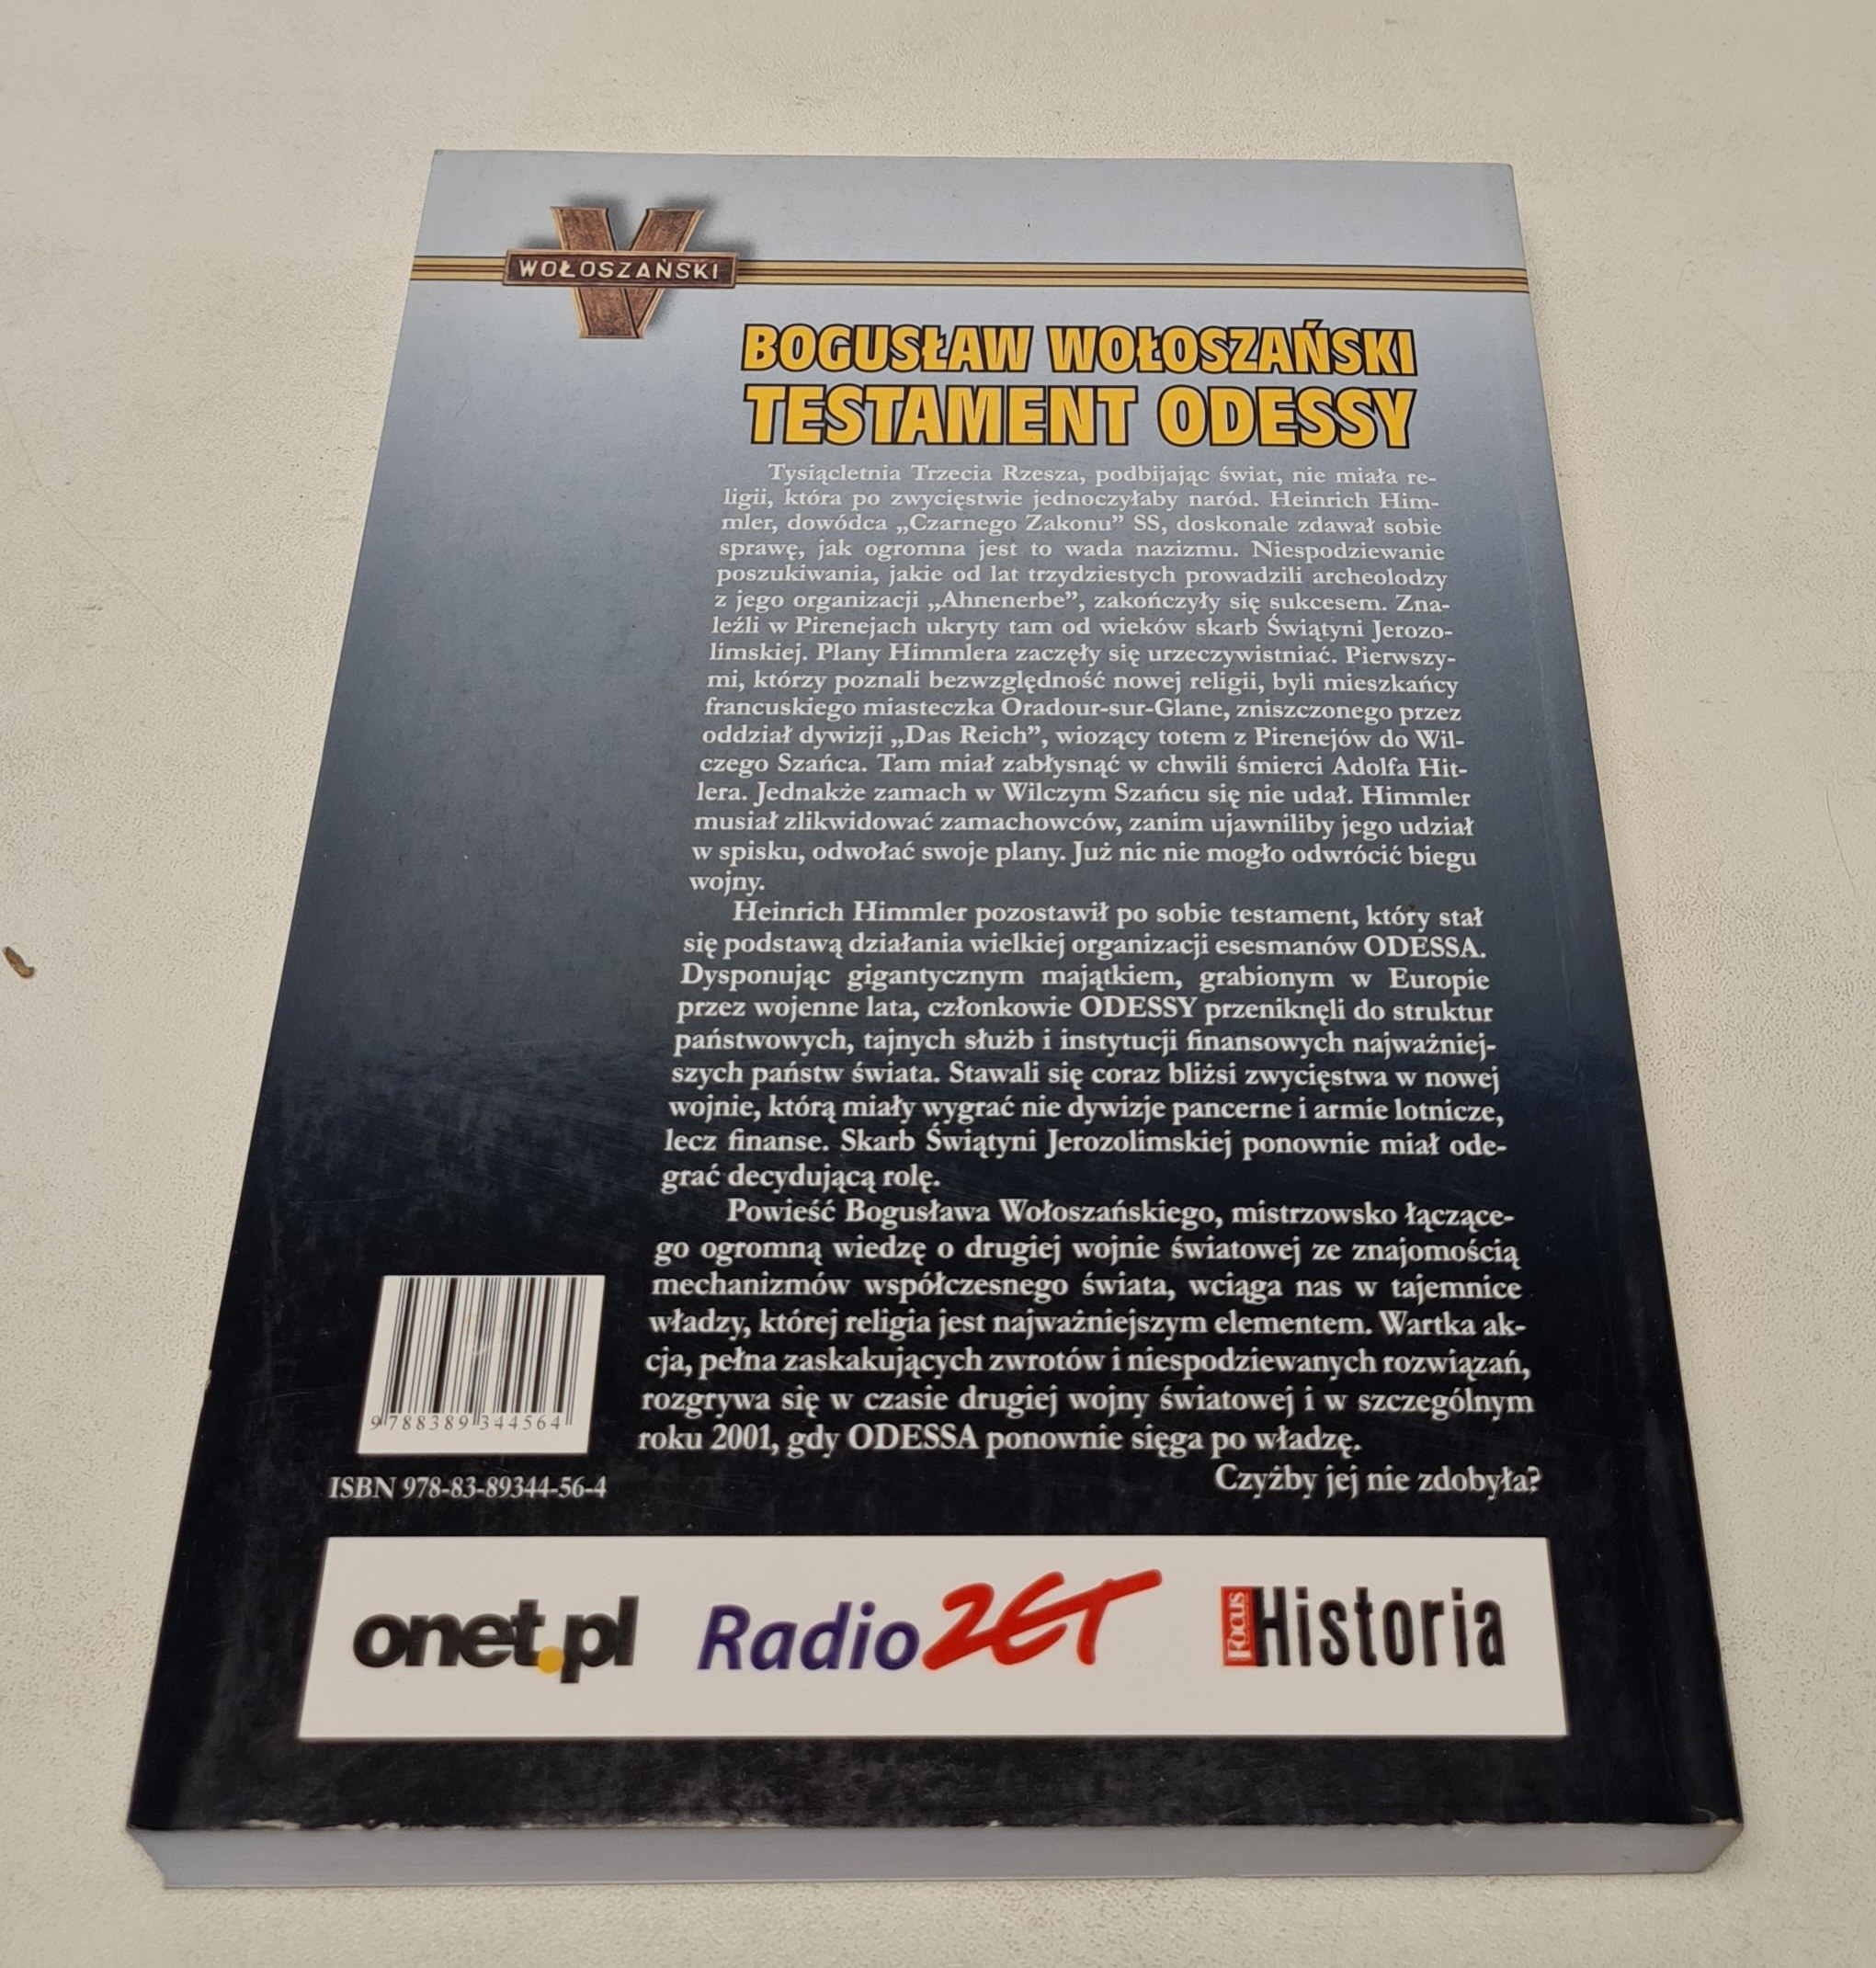 WOŁOSZAŃSKI
BOGUSŁAW WOŁOSZAŃSKI
TESTAMENT ODESSY
Tysiącletnia Trzecia Rzesza, podbijając świat, nie miała re-
ligii, która po zwycięstwie jednoczyłaby naród. Heinrich Him-
mler, dowódca „Czarnego Zakonu” SS, doskonale zdawał sobie
sprawę, jak ogromna jest to wada nazizmu. Niespodziewanie
poszukiwania, jakie od lat trzydziestych prowadzili archeolodzy
z jego organizacji „Ahnenerbe”, zakończyły się sukcesem. Zna-
leźli w Pirenejach ukryty tam od wieków skarb Świątyni Jerozo-
limskiej. Plany Himmlera zaczęły się urzeczywistniać. Pierwszy-
mi, którzy poznali bezwzględność nowej religii, byli mieszkańcy
francuskiego miasteczka Oradour-sur-Glane, zniszczonego przez
oddział dywizji „Das Reich”, wiozący totem z Pirenejów do Wil-
czego Szańca. Tam miał zabłysnąć w chwili śmierci Adolfa Hit-
lera. Jednakże zamach w Wilczym Szańcu się nie udał. Himmler
musiał zlikwidować zamachowców, zanim ujawniliby jego udział
w spisku, odwołać swoje plany. Już nic nie mogło odwrócić biegu
wojny.
Heinrich Himmler pozostawił po sobie testament, który stał
się podstawą działania wielkiej organizacji esesmanów ODESSA.
Dysponując gigantycznym majątkiem, grabionym w Europie
przez wojenne lata, członkowie ODESSY przeniknęli do struktur
państwowych, tajnych służb i instytucji finansowych najważniej-
szych państw świata. Stawali się coraz bliżsi zwycięstwa w nowej
wojnie, którą miały wygrać nie dywizje pancerne i armie lotnicze,
lecz finanse. Skarb Świątyni Jerozolimskiej ponownie miał ode-
grać decydującą rolę.
Powieść Bogusława Wołoszańskiego, mistrzowsko łączące-
go ogromną wiedzę o drugiej wojnie światowej ze znajomością
mechanizmów współczesnego świata, wciąga nas w tajemnice
władzy, której religia jest najważniejszym elementem. Wartka ak-
cja, pełna zaskakujących zwrotów i niespodziewanych rozwiązań,
rozgrywa się w czasie drugiej wojny światowej i w szczególnym
roku 2001, gdy ODESSA ponownie sięga po władzę.
Czyżby jej nie zdobyła?
9 788389 344564
ISBN 978-83-89344-56-4
onet.pl Radio ZET Focus Historia